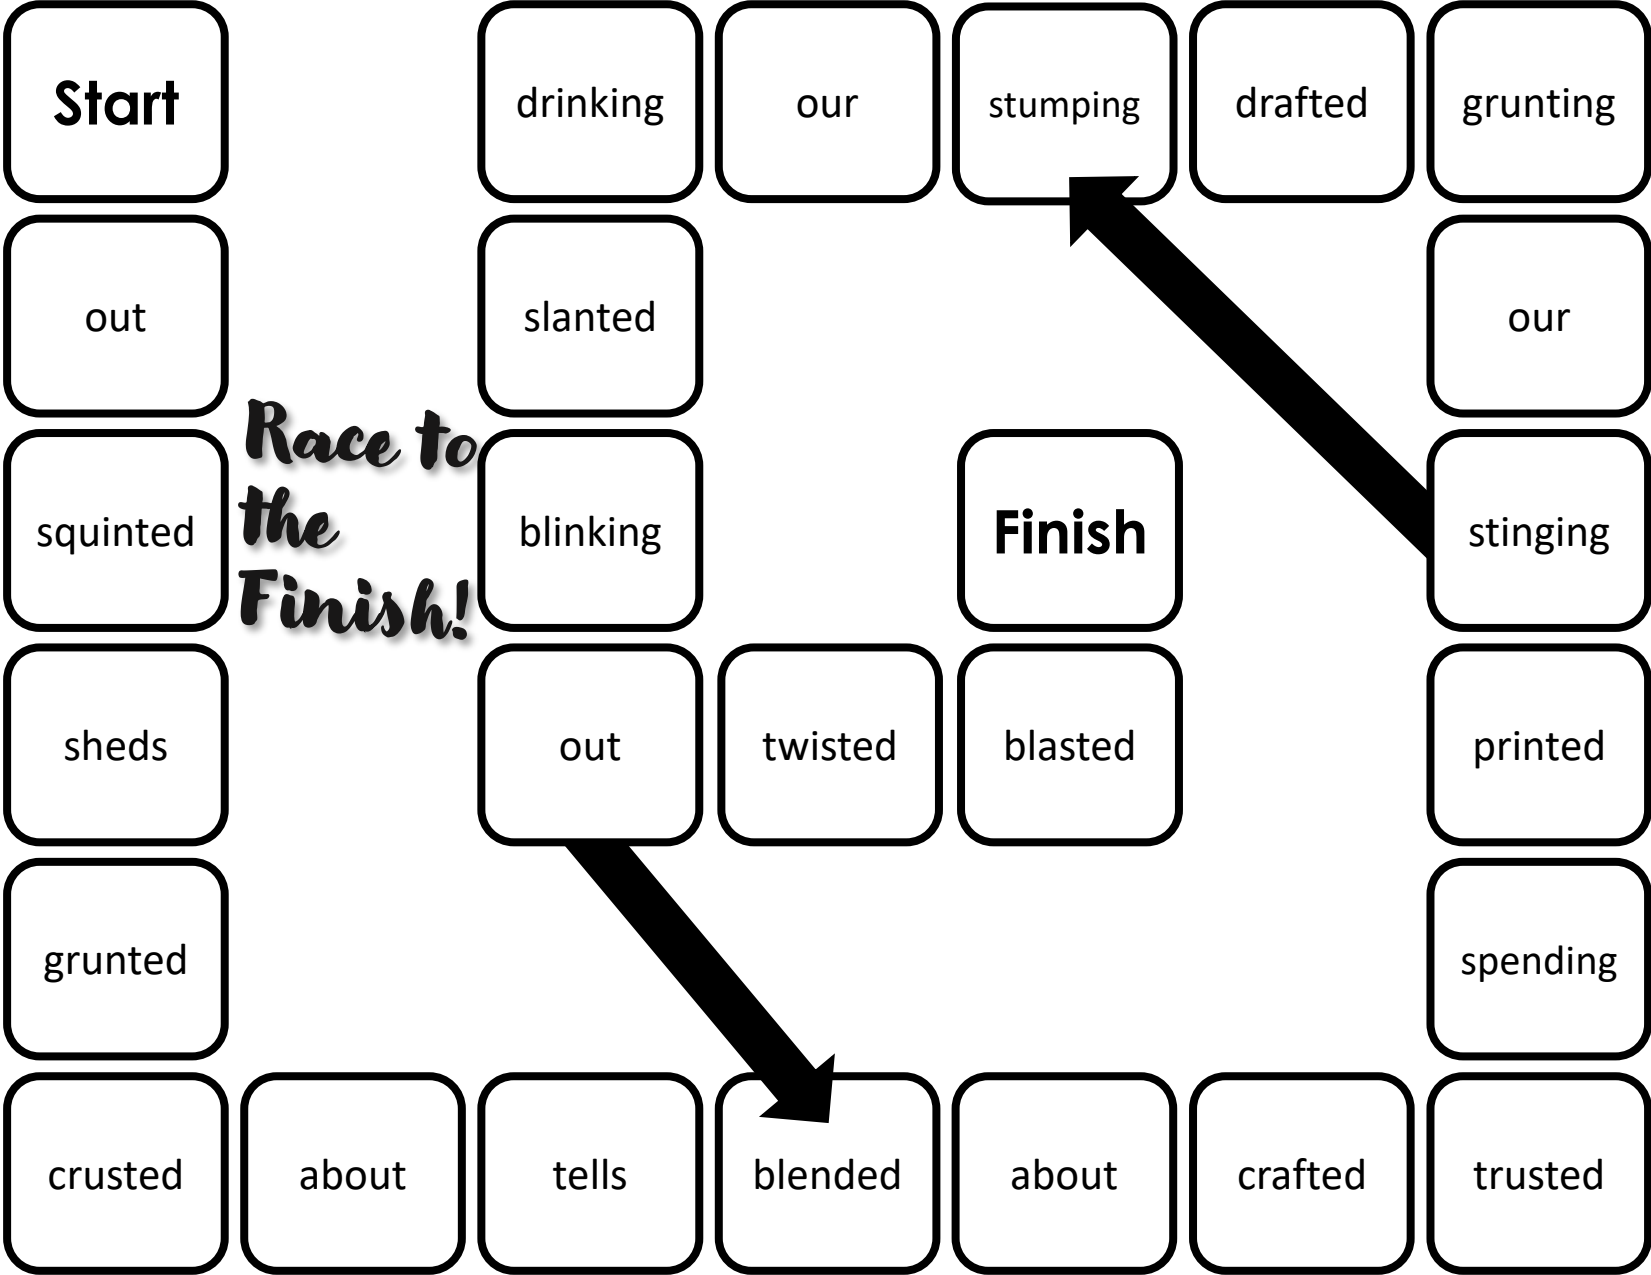 Start
drinking
our
stumping
drafted
grunting
out
slanted
our
Race to
the
Finish!
squinted
blinking
Finish
stinging
sheds
out
twisted
blasted
printed
grunted
spending
crusted
about
tells
blended
about
crafted
trusted